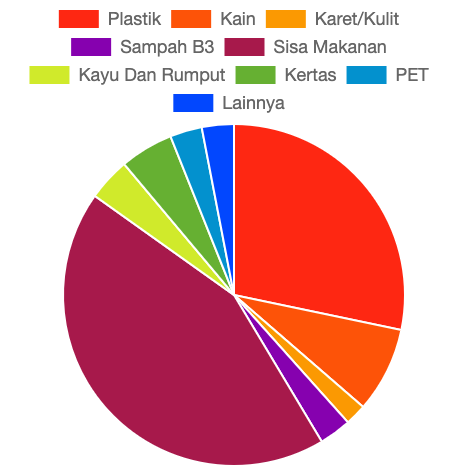 Plastik Kain Karet/Kulit
Sampah B3 Sisa Makanan
Kayu Dan Rumput Kertas PET
Lainnya